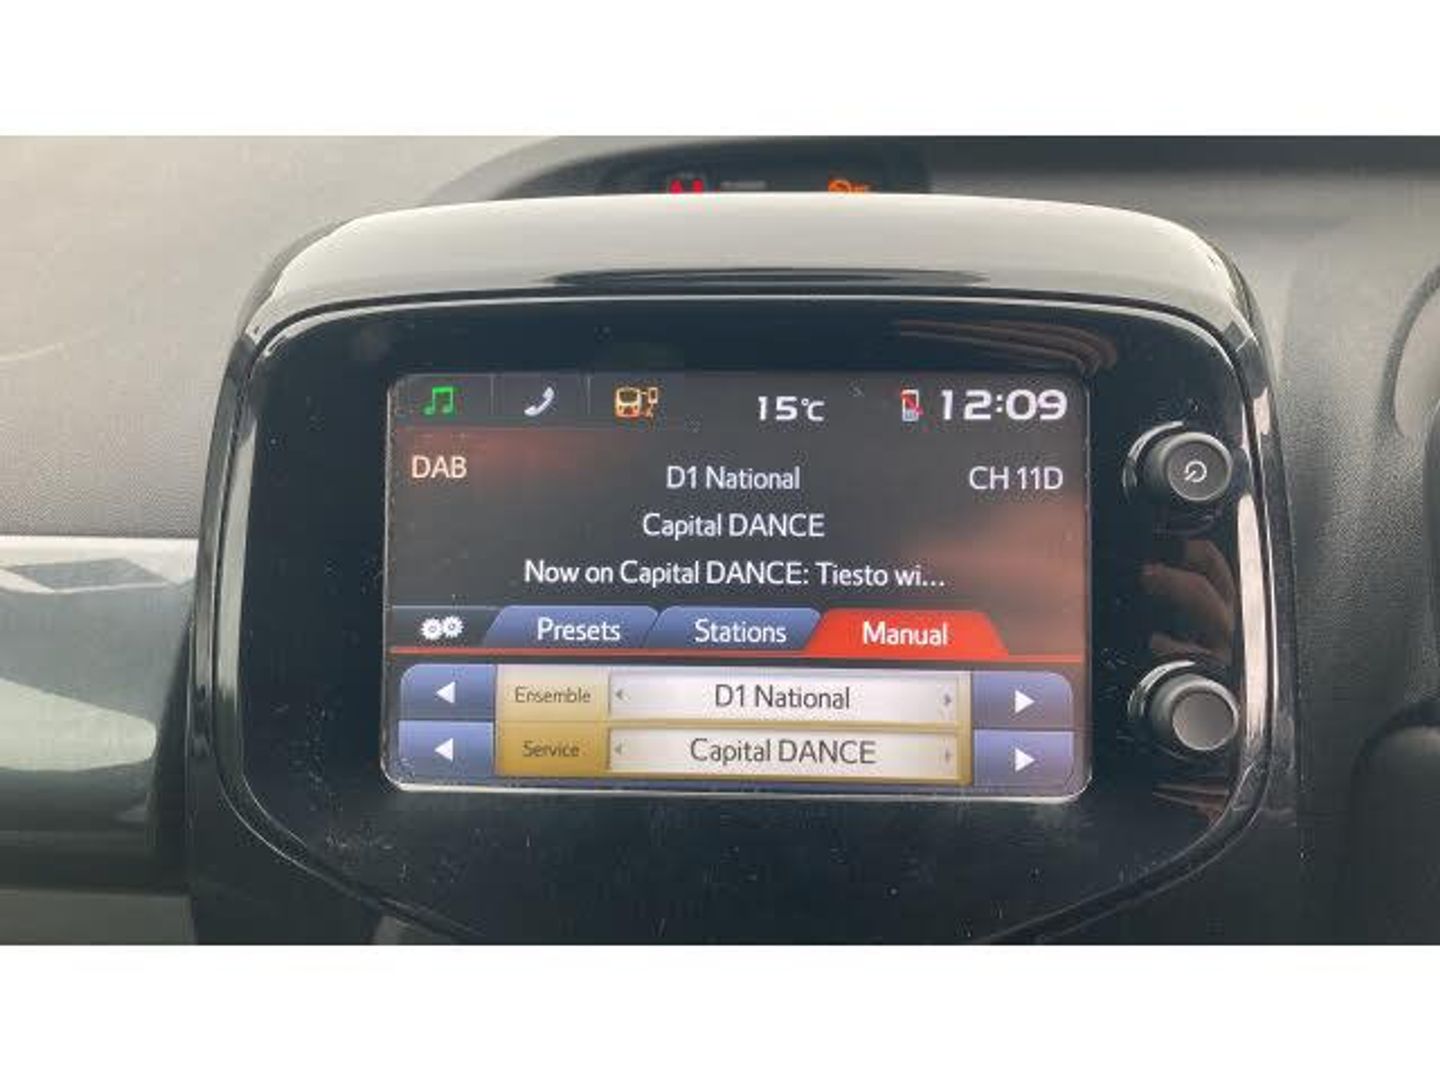 15°C 12:09
DAB D1 National CH 11D
Capital DANCE
Now on Capital DANCE: Tiesto wi...
Presets Stations Manual
Ensemble D1 National
Service Capital DANCE